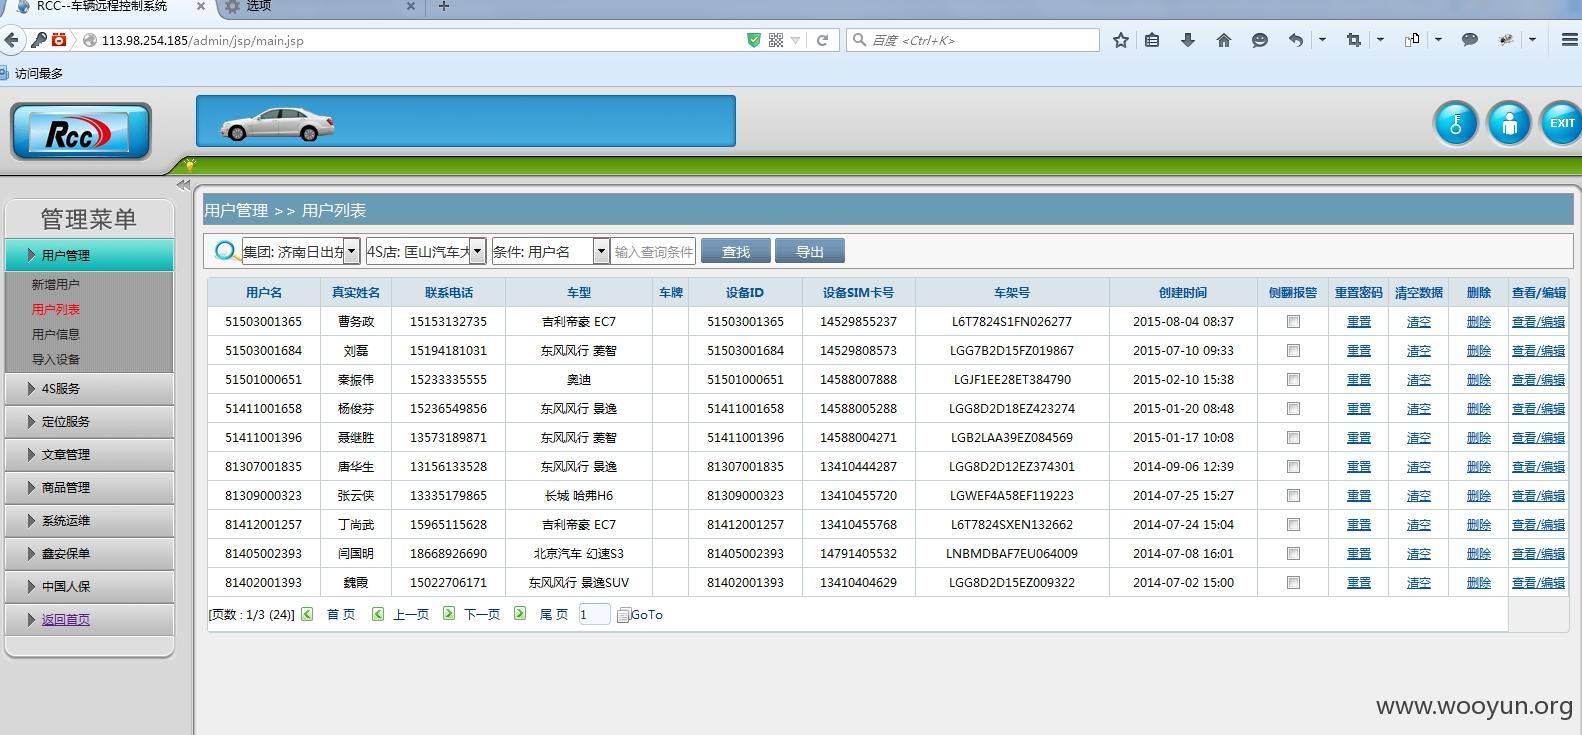 RCC--车辆远程控制系统 × 选项 × +
113.98.254.185/admin/jsp/main.jsp 百度 <Ctrl+K>
访问最多
Rcc
EXIT
管理菜单
用户管理
新增用户
用户列表
用户信息
导入设备
4S服务
定位服务
文章管理
商品管理
系统运维
鑫安保单
中国人保
返回首页
用户管理 >> 用户列表
集团: 济南日出东 4S店: 匡山汽车大 条件: 用户名 输入查询条件 查找 导出
用户名 真实姓名 联系电话 车型 车牌 设备ID 设备SIM卡号 车架号 创建时间 侧翻报警 重置密码 清空数据 删除 查看/编辑
51503001365 曹务政 15153132735 吉利帝豪 EC7 51503001365 14529855237 L6T7824S1FN026277 2015-08-04 08:37 重置 清空 删除 查看/编辑
51503001684 刘磊 15194181031 东风风行 菱智 51503001684 14529808573 LGG7B2D15FZ019867 2015-07-10 09:33 重置 清空 删除 查看/编辑
51501000651 秦振伟 15233335555 奥迪 51501000651 14588007888 LGJF1EE28ET384790 2015-02-10 15:38 重置 清空 删除 查看/编辑
51411001658 杨俊芬 15236549856 东风风行 景逸 51411001658 14588005288 LGG8D2D18EZ423274 2015-01-20 08:48 重置 清空 删除 查看/编辑
51411001396 聂继胜 13573189871 东风风行 菱智 51411001396 14588004271 LGB2LAA39EZ084569 2015-01-17 10:08 重置 清空 删除 查看/编辑
81307001835 唐华生 13156133528 东风风行 景逸 81307001835 13410444287 LGG8D2D12EZ374301 2014-09-06 12:39 重置 清空 删除 查看/编辑
81309000323 张云侠 13335179865 长城 哈弗H6 81309000323 13410455720 LGWEF4A58EF119223 2014-07-25 15:27 重置 清空 删除 查看/编辑
81412001257 丁尚武 15965115628 吉利帝豪 EC7 81412001257 13410455768 L6T7824SXEN132662 2014-07-24 15:04 重置 清空 删除 查看/编辑
81405002393 闫国明 18668926690 北京汽车 幻速S3 81405002393 14791405532 LNBMDBAF7EU064009 2014-07-08 16:01 重置 清空 删除 查看/编辑
81402001393 魏霞 15022706171 东风风行 景逸SUV 81402001393 13410404629 LGG8D2D15EZ009322 2014-07-02 15:00 重置 清空 删除 查看/编辑
[页数 : 1/3 (24)] 首 页 上一页 下一页 尾 页 1 GoTo
www.wooyun.org